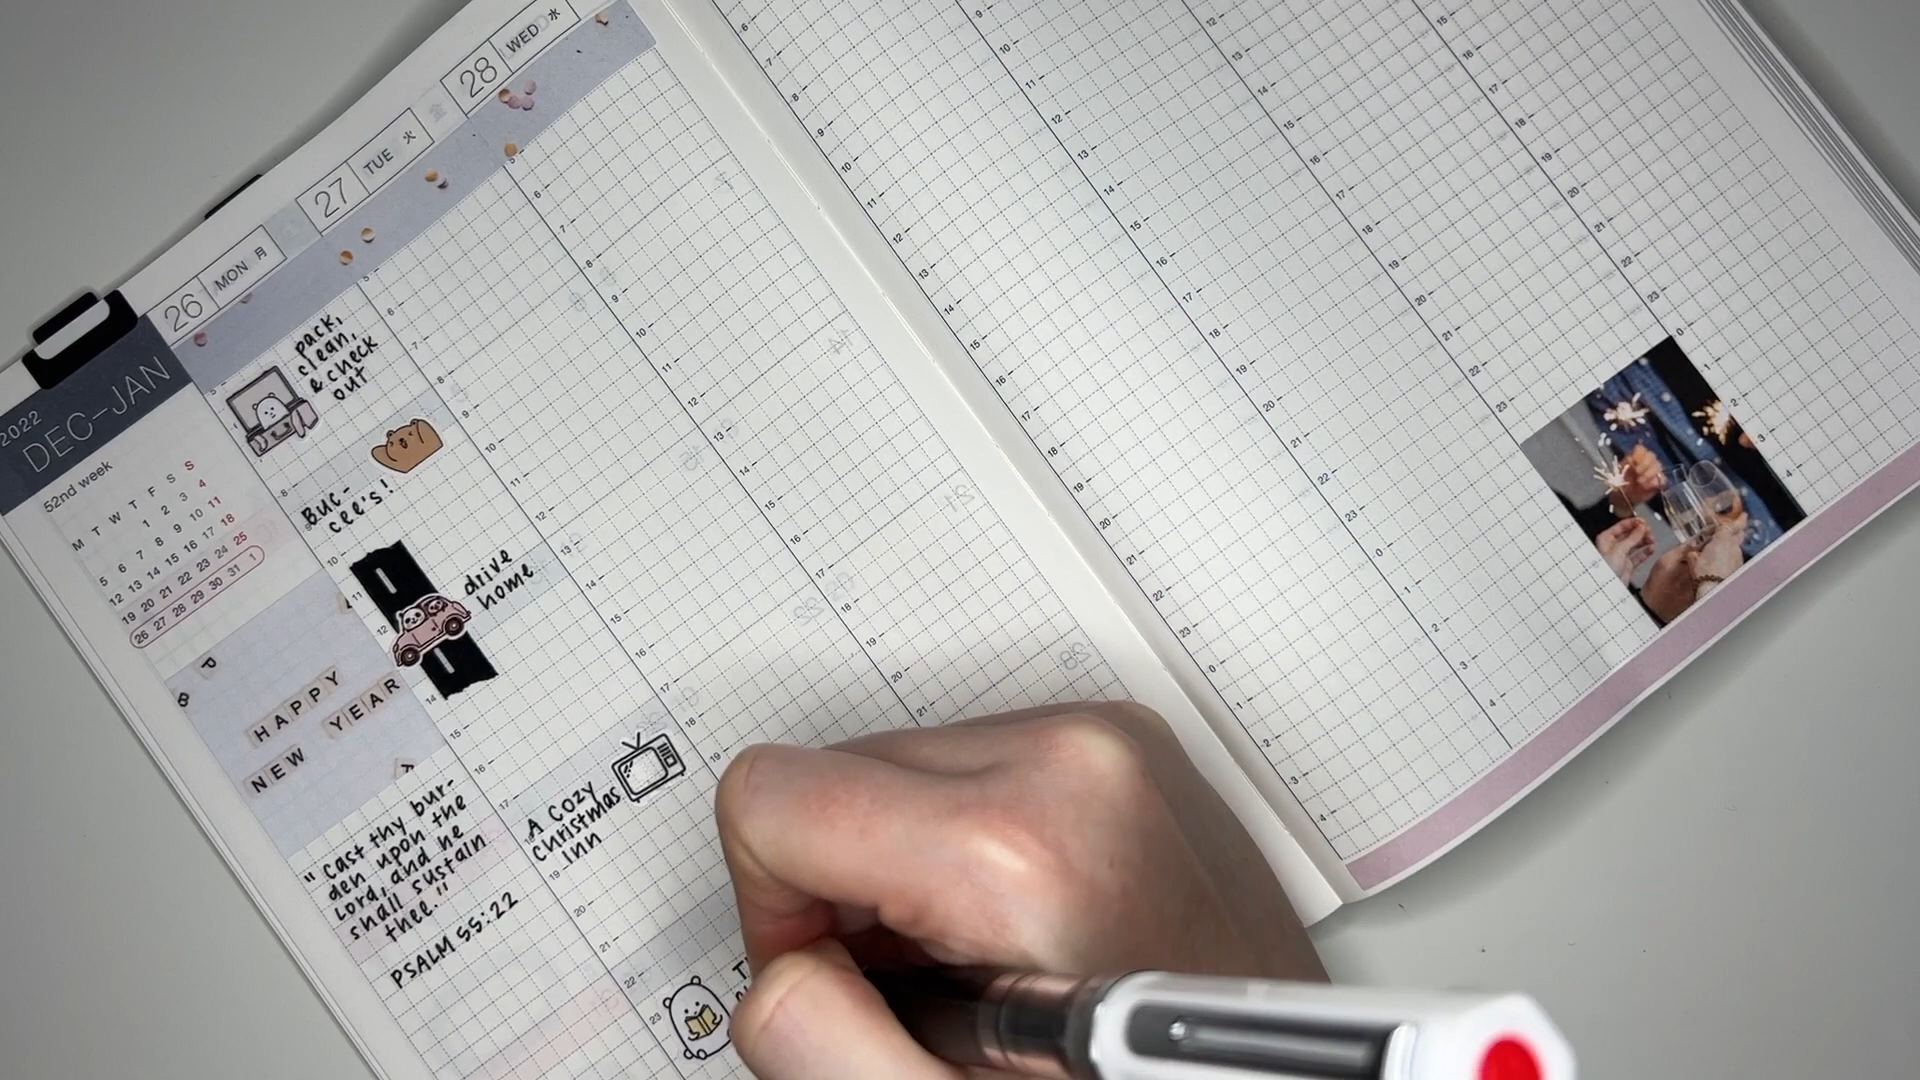 2022
DEC-JAN
52nd week
M T W T F S S
1 2 3 4
5 6 7 8 9 10 11
12 13 14 15 16 17 18
19 20 21 22 23 24 25
26 27 28 29 30 31 1
HAPPY
NEW YEAR
"Cast thy bur-
den upon the
Lord, and he
shall sustain
thee."
PSALM 55:22
26 MON 月
27 TUE 火
28 WED 水
pack,
clean,
& check
out
BUC-
cee's!
drive
home
A Cozy
Christmas
Inn